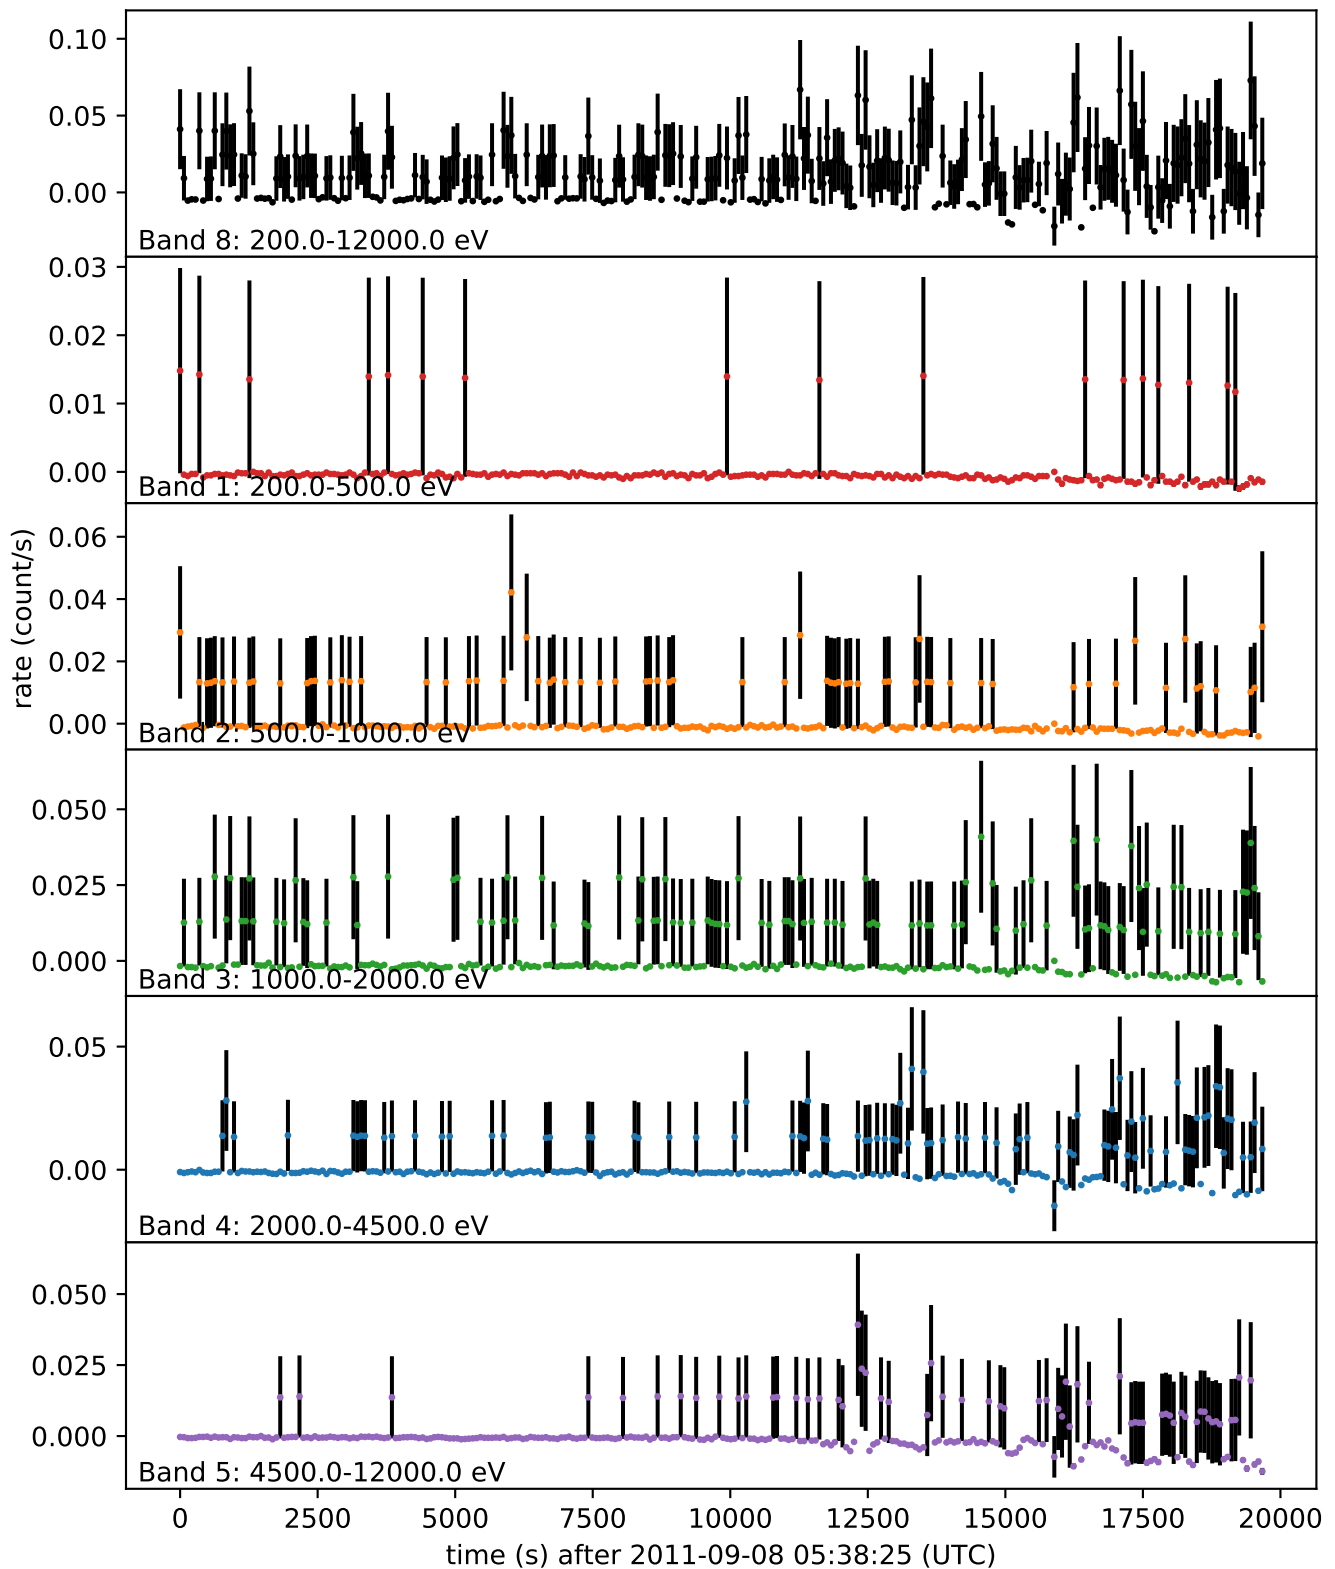 0.10
0.05
0.00
Band 8: 200.0-12000.0 eV
0.03
0.02
0.01
0.00
Band 1: 200.0-500.0 eV
rate (count/s)
0.06
0.04
0.02
0.00
Band 2: 500.0-1000.0 eV
0.050
0.025
0.000
Band 3: 1000.0-2000.0 eV
0.05
0.00
Band 4: 2000.0-4500.0 eV
0.050
0.025
0.000
Band 5: 4500.0-12000.0 eV
0 2500 5000 7500 10000 12500 15000 17500 20000
time (s) after 2011-09-08 05:38:25 (UTC)